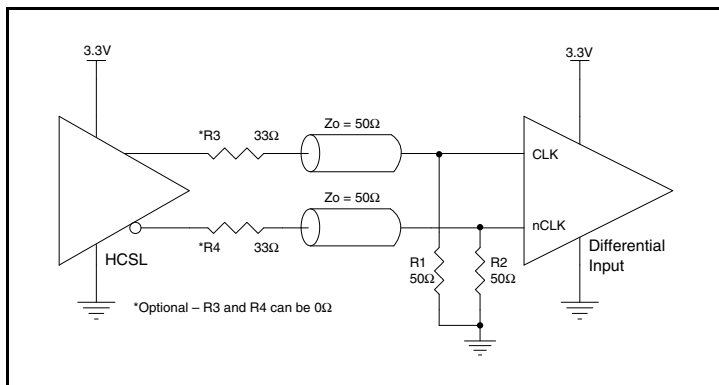 3.3V
3.3V
*R3 33Ω
Zo = 50Ω
CLK
Zo = 50Ω
nCLK
*R4 33Ω
HCSL
R1
50Ω
R2
50Ω
Differential
Input
*Optional – R3 and R4 can be 0Ω